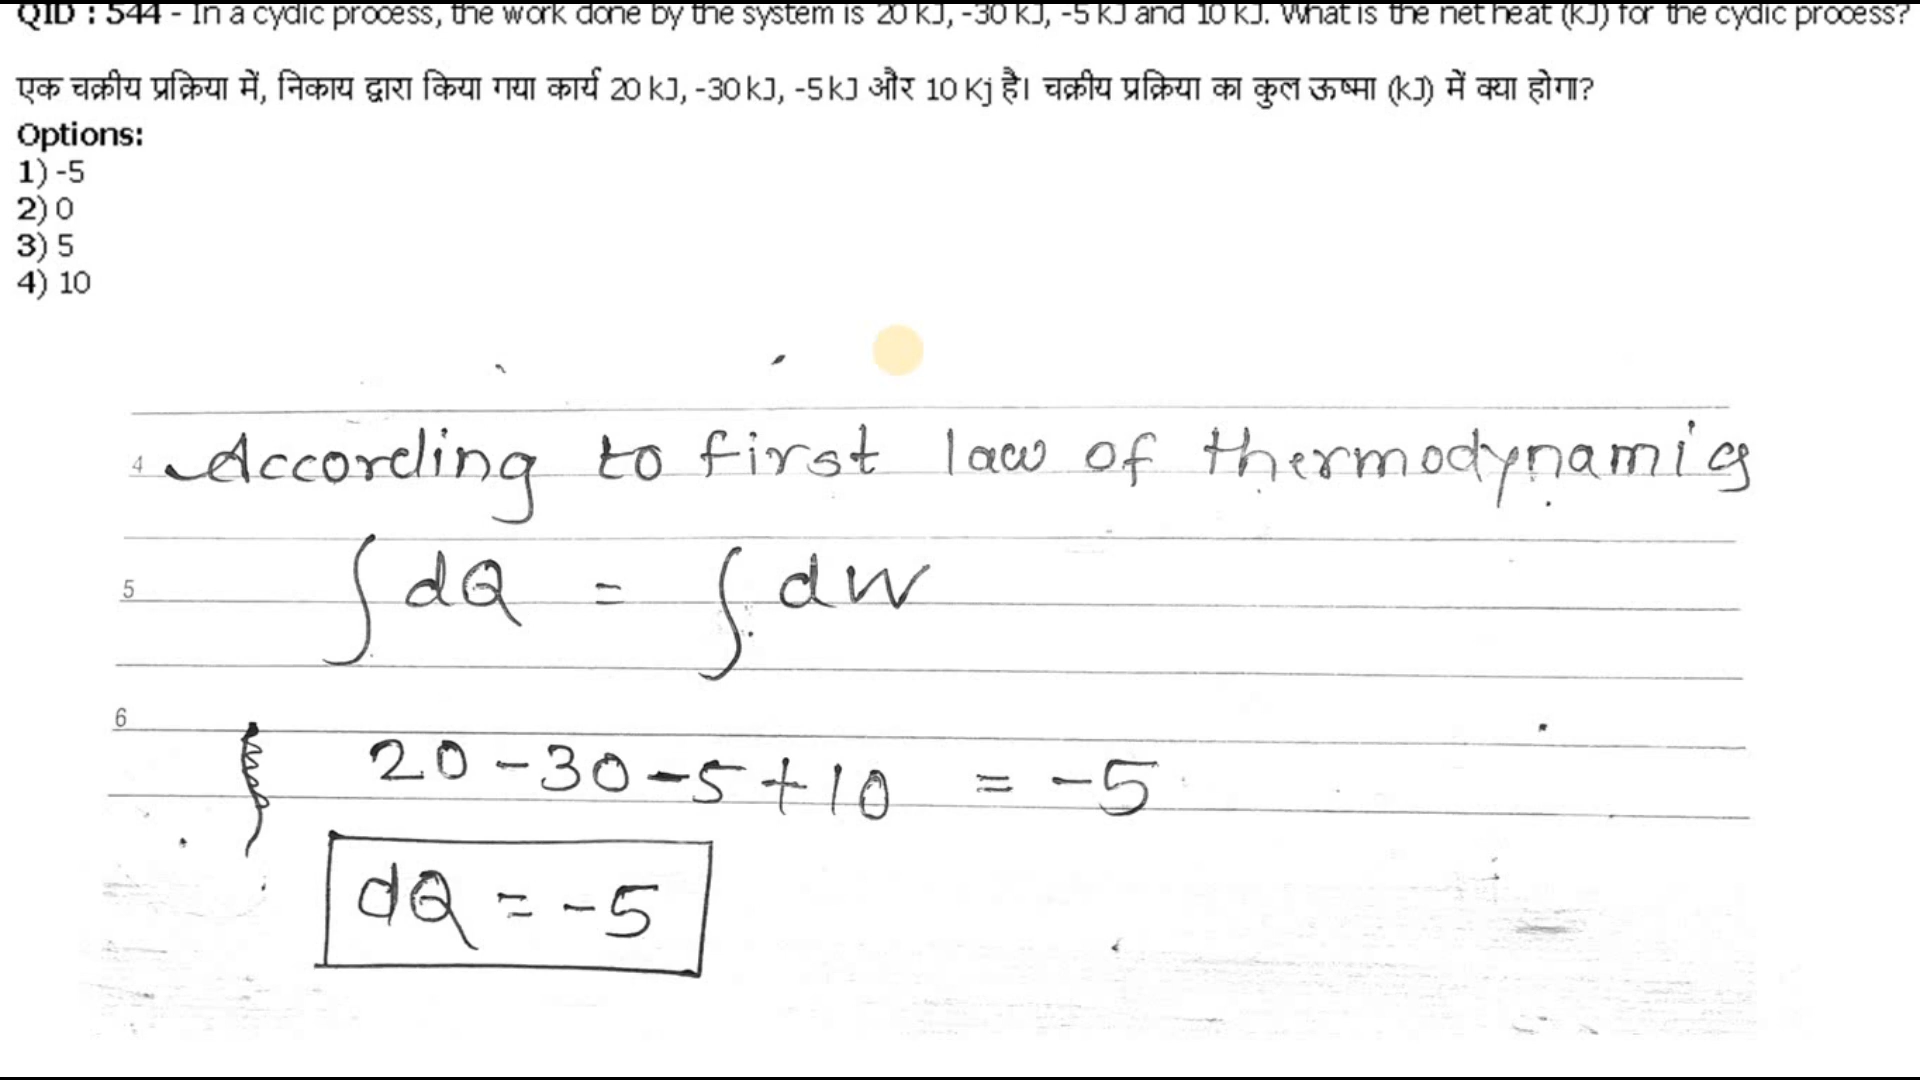 QID : 544 - In a cyclic process, the work done by the system is 20 kJ, -30 kJ, -5 kJ and 10 kJ. What is the net heat (kJ) for the cyclic process?
एक चक्रीय प्रक्रिया में, निकाय द्वारा किया गया कार्य 20 kJ, -30 kJ, -5 kJ और 10 Kj है। चक्रीय प्रक्रिया का कुल ऊष्मा (kJ) में क्या होगा?
Options:
1) -5
2) 0
3) 5
4) 10
4 According to first law of thermodynamics
5 ∫ dQ = ∫ dW
6
20 - 30 - 5 + 10 = -5
dQ = -5